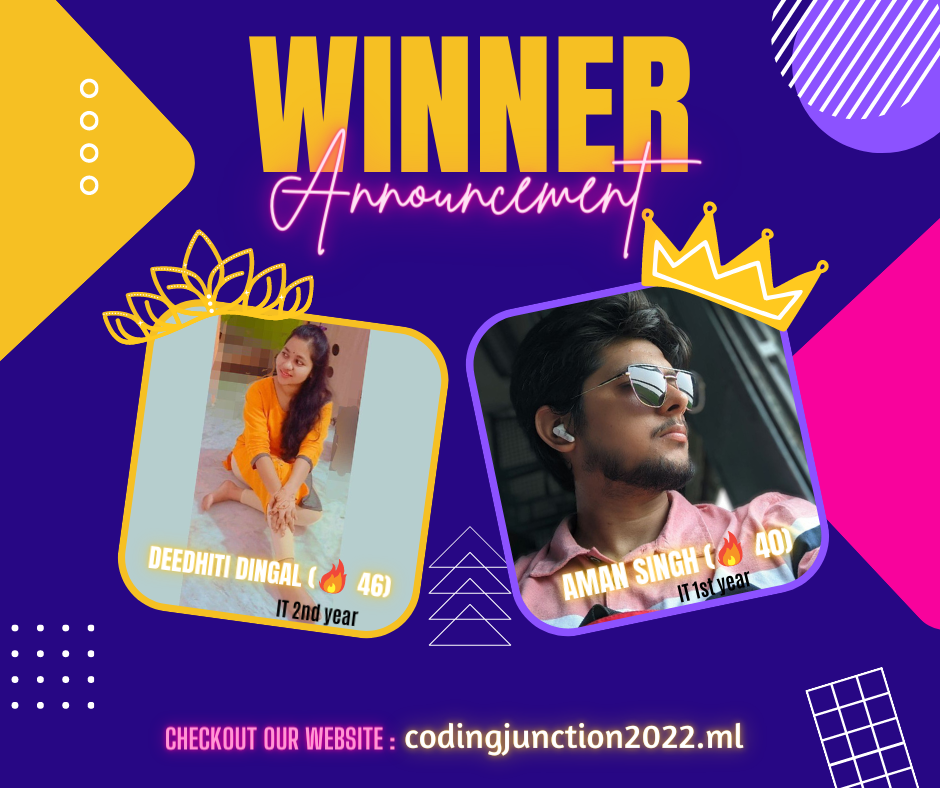 WINNER
Announcement
DEEDHITI DINGAL (🔥 46)
IT 2nd year
AMAN SINGH (🔥 40)
IT 1st year
CHECKOUT OUR WEBSITE : codingjunction2022.ml